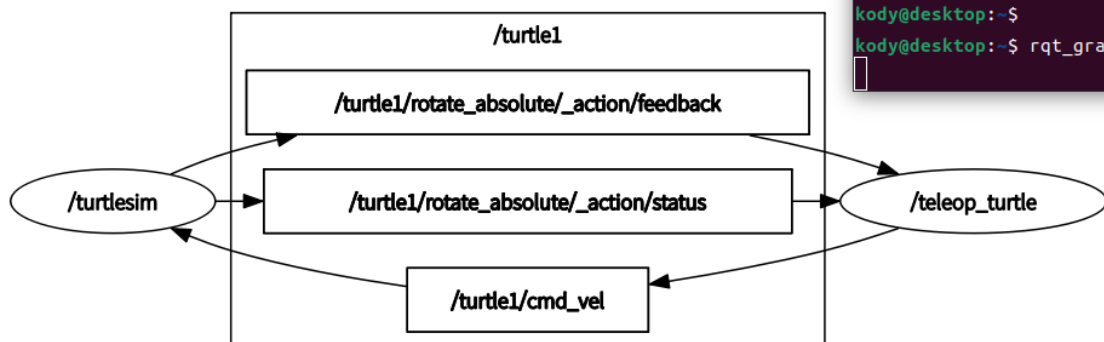 kody@desktop:~$
kody@desktop:~$ rqt_gra
/turtle1
/turtle1/rotate_absolute/_action/feedback
/turtlesim
/turtle1/rotate_absolute/_action/status
/teleop_turtle
/turtle1/cmd_vel